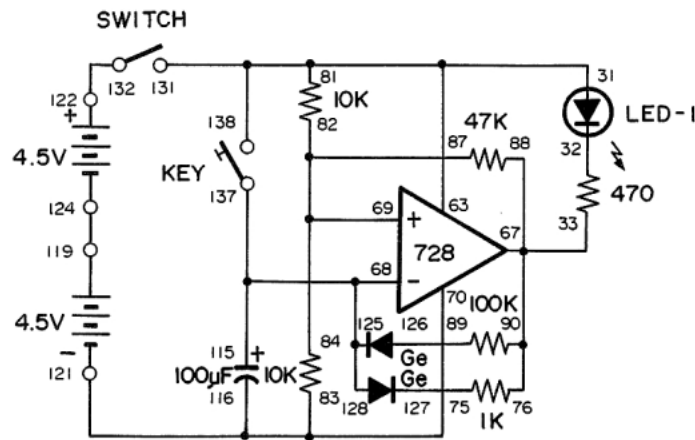 SWITCH
132 131
122
+
4.5V
124
119
4.5V
-
121
138
KEY
137
81
10K
82
47K
87 88
31
LED-1
32
470
33
63
69 +
728
67
68 -
70
100K
125 126 89 90
Ge
Ge
128 127 75 76
1K
115 +
100µF
116
84
10K
83